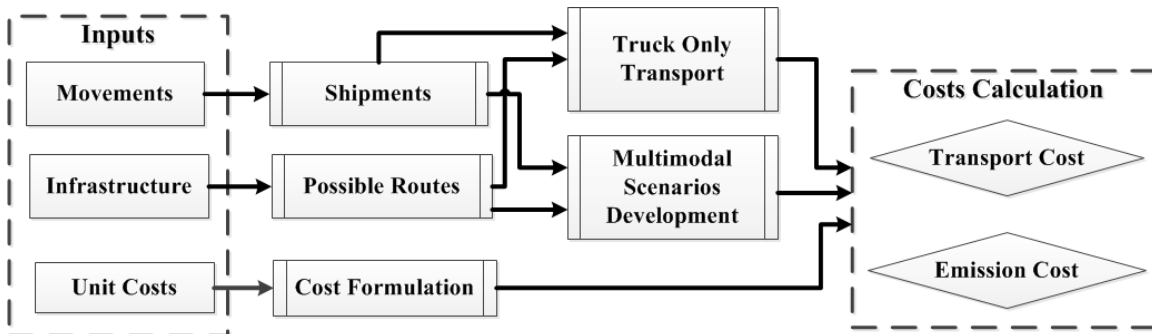 Inputs
Movements
Infrastructure
Unit Costs
Shipments
Possible Routes
Cost Formulation
Truck Only
Transport
Multimodal
Scenarios
Development
Costs Calculation
Transport Cost
Emission Cost